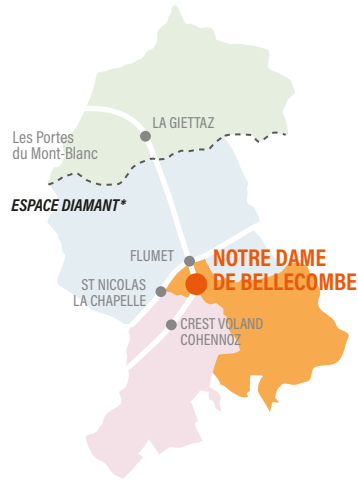 LA GIETTAZ
Les Portes
du Mont-Blanc
ESPACE DIAMANT*
FLUMET
NOTRE DAME
DE BELLECOMBE
ST NICOLAS
LA CHAPELLE
CREST VOLAND
COHENNOZ